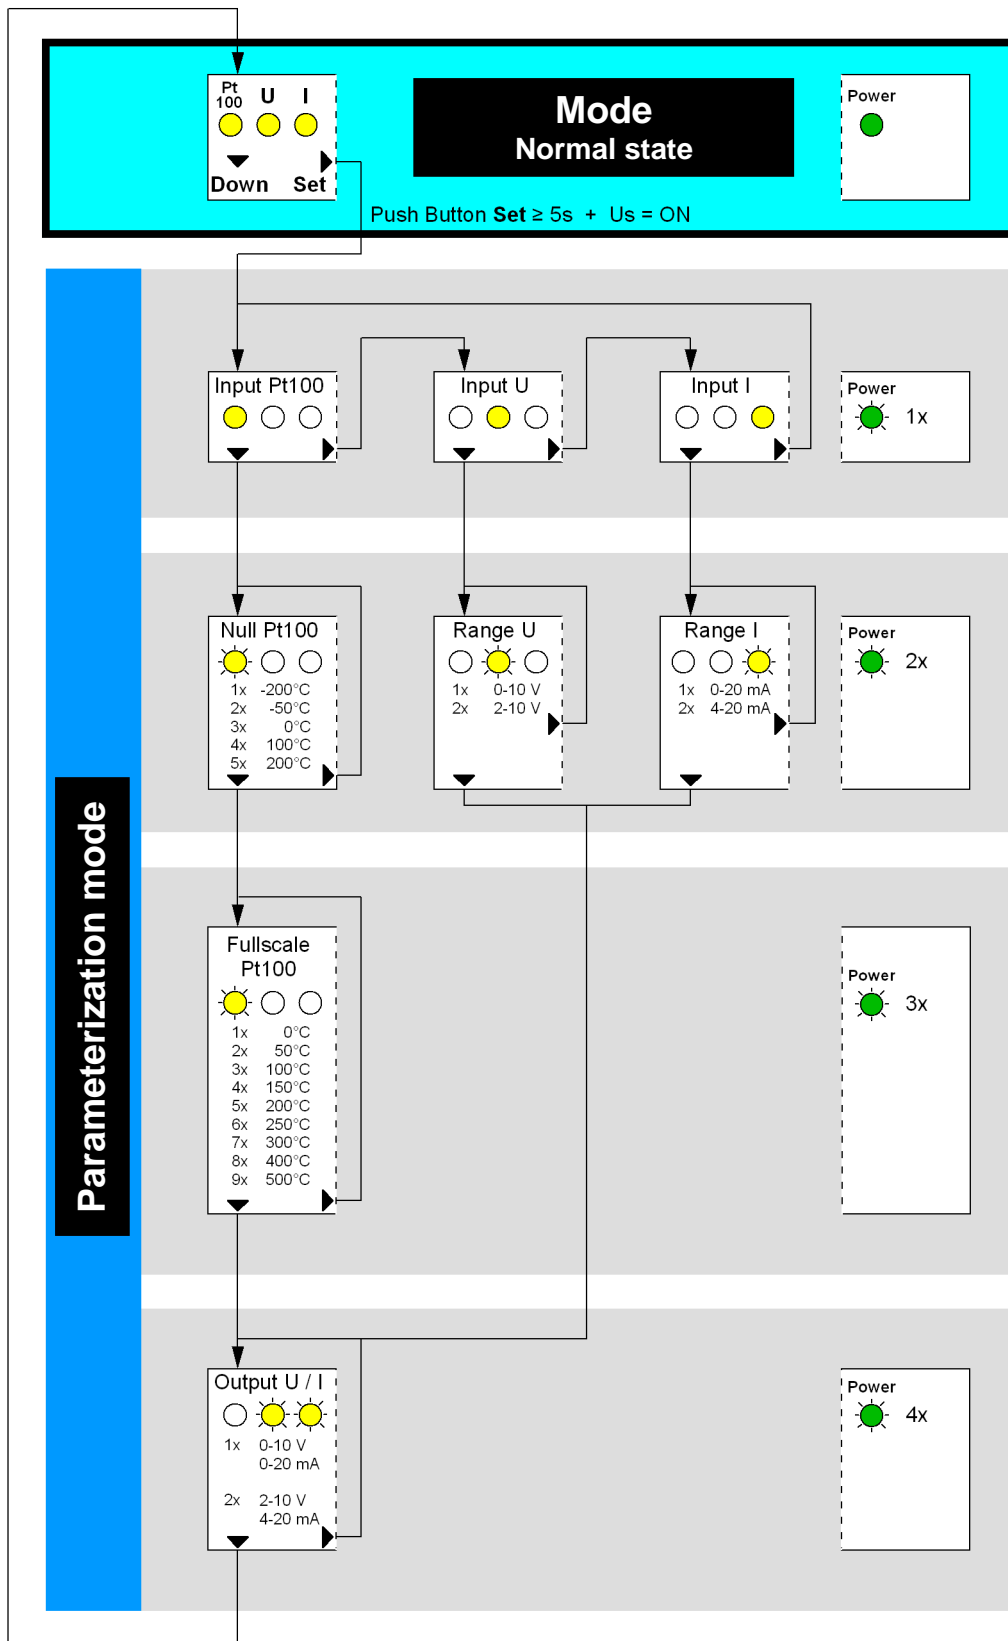 Pt
100 U I
Down Set
Mode
Normal state
Power
Push Button Set ≥ 5s + Us = ON
Parameterization mode
Input Pt100
Input U
Input I
Power
1x
Null Pt100
1x -200°C
2x -50°C
3x 0°C
4x 100°C
5x 200°C
Range U
1x 0-10 V
2x 2-10 V
Range I
1x 0-20 mA
2x 4-20 mA
Power
2x
Fullscale
Pt100
1x 0°C
2x 50°C
3x 100°C
4x 150°C
5x 200°C
6x 250°C
7x 300°C
8x 400°C
9x 500°C
Power
3x
Output U / I
1x 0-10 V
0-20 mA
2x 2-10 V
4-20 mA
Power
4x